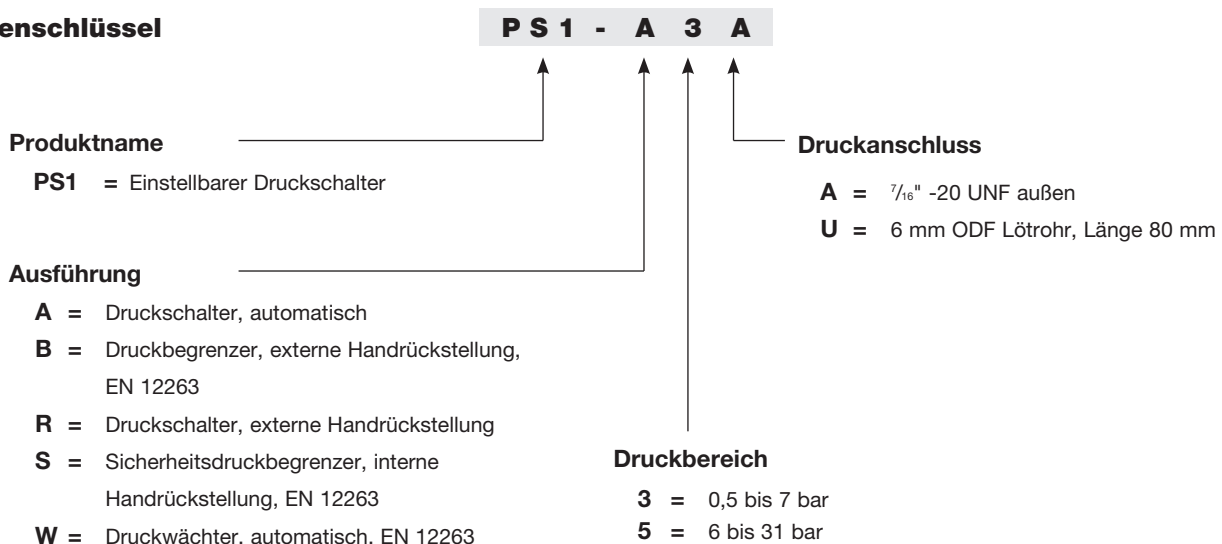 enschlüssel
PS1 - A 3 A
Produktname
PS1 = Einstellbarer Druckschalter
Ausführung
A = Druckschalter, automatisch
B = Druckbegrenzer, externe Handrückstellung,
EN 12263
R = Druckschalter, externe Handrückstellung
S = Sicherheitsdruckbegrenzer, interne
Handrückstellung, EN 12263
W = Druckwächter, automatisch, EN 12263
Druckbereich
3 = 0,5 bis 7 bar
5 = 6 bis 31 bar
Druckanschluss
A = 7/16" -20 UNF außen
U = 6 mm ODF Lötrohr, Länge 80 mm